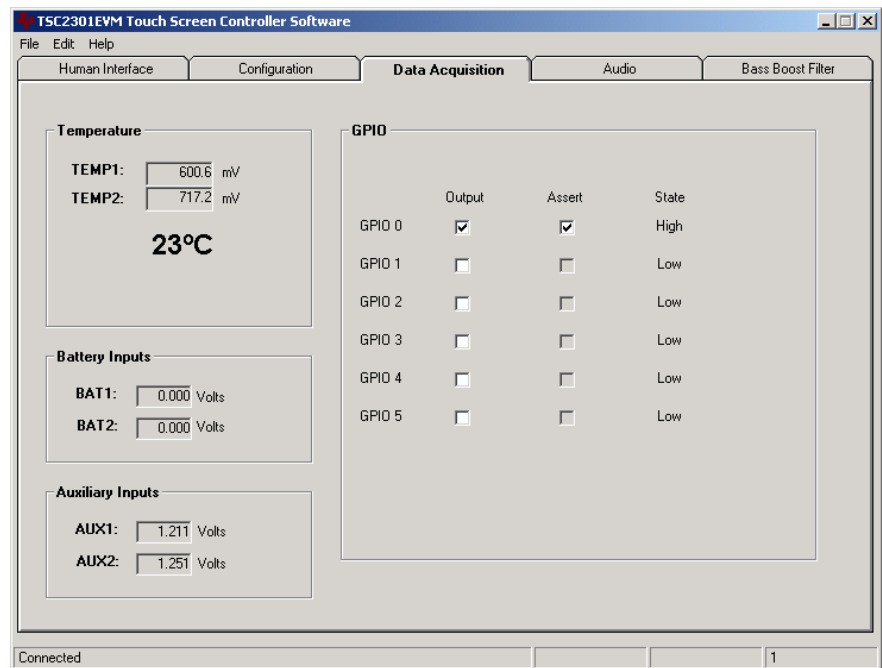 TSC2301EVM Touch Screen Controller Software
File Edit Help
Human Interface Configuration Data Acquisition Audio Bass Boost Filter
Temperature
TEMP1: 600.6 mV
TEMP2: 717.2 mV
23ºC
Battery Inputs
BAT1: 0.000 Volts
BAT2: 0.000 Volts
Auxiliary Inputs
AUX1: 1.211 Volts
AUX2: 1.251 Volts
GPIO
Output Assert State
GPIO 0 High
GPIO 1 Low
GPIO 2 Low
GPIO 3 Low
GPIO 4 Low
GPIO 5 Low
Connected 1